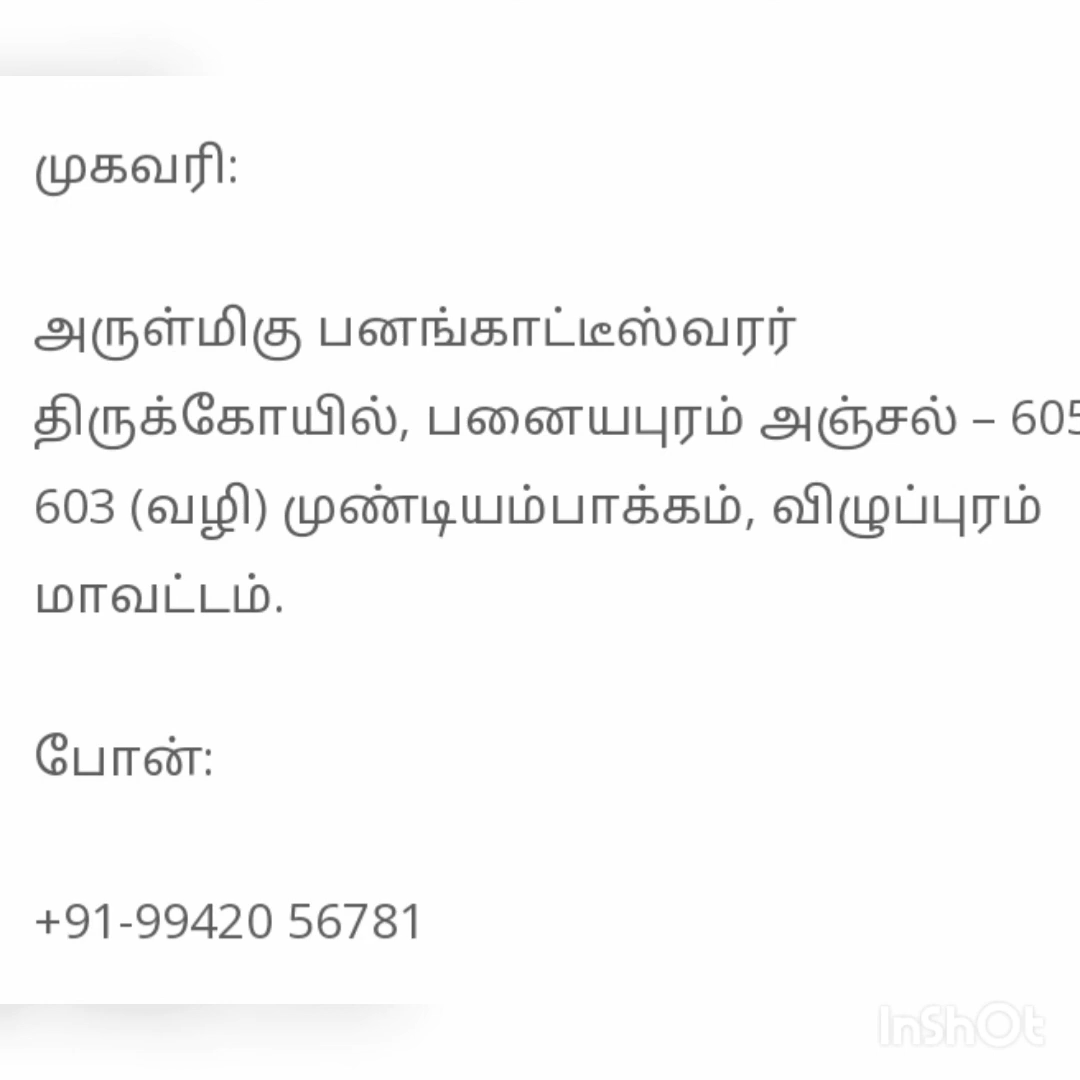 முகவரி:
அருள்மிகு பனங்காட்டீஸ்வரர்
திருக்கோயில், பனையபுரம் அஞ்சல் – 605
603 (வழி) முண்டியம்பாக்கம், விழுப்புரம்
மாவட்டம்.
போன்:
+91-99420 56781
InShOt